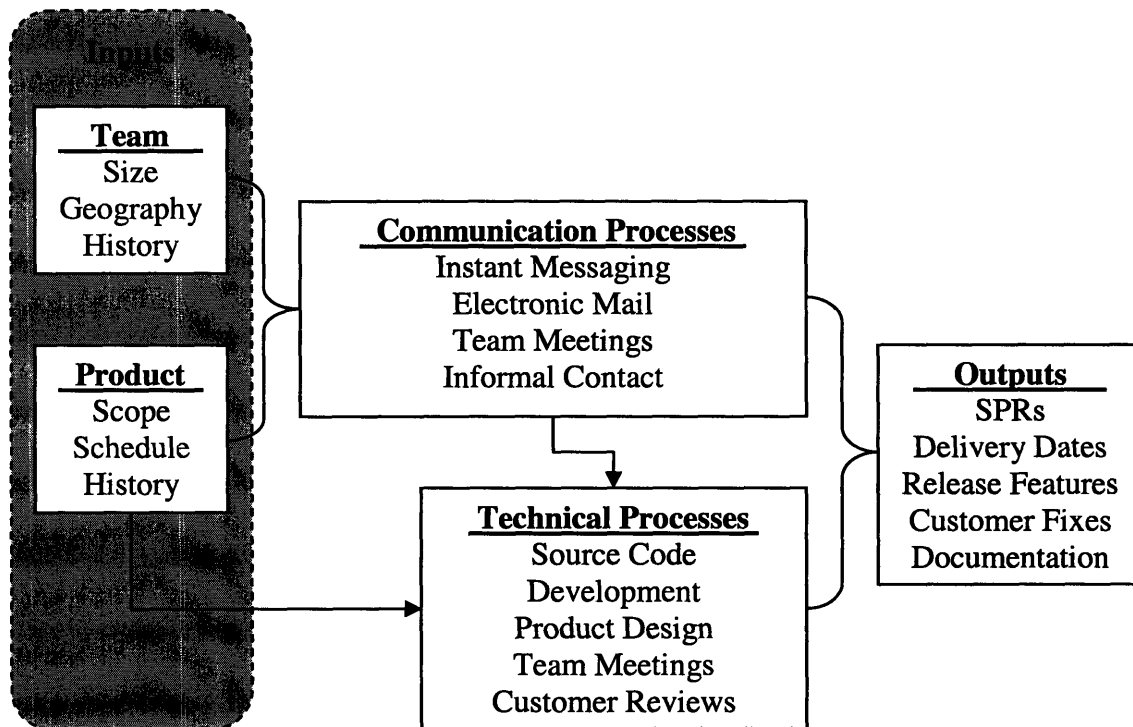 Inputs
Team
Size
Geography
History
Product
Scope
Schedule
History
Communication Processes
Instant Messaging
Electronic Mail
Team Meetings
Informal Contact
Technical Processes
Source Code
Development
Product Design
Team Meetings
Customer Reviews
Outputs
SPRs
Delivery Dates
Release Features
Customer Fixes
Documentation